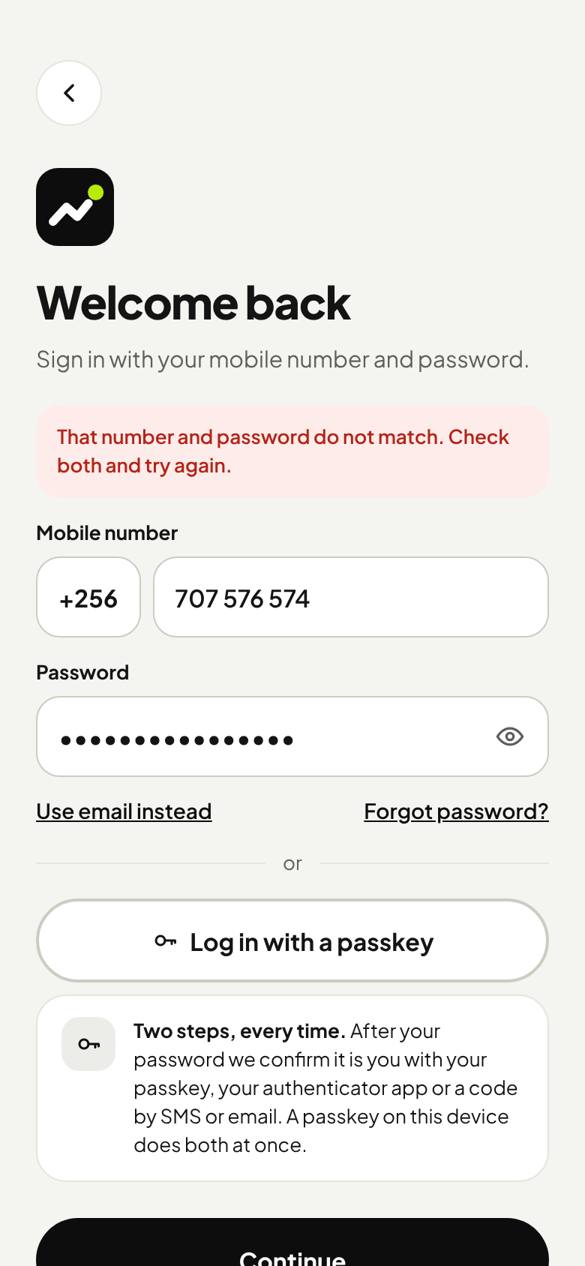 Welcome back
Sign in with your mobile number and password.
That number and password do not match. Check
both and try again.
Mobile number
+256
707 576 574
Password
••••••••••••••••
Use email instead
Forgot password?
or
Log in with a passkey
Two steps, every time. After your
password we confirm it is you with your
passkey, your authenticator app or a code
by SMS or email. A passkey on this device
does both at once.
Continue